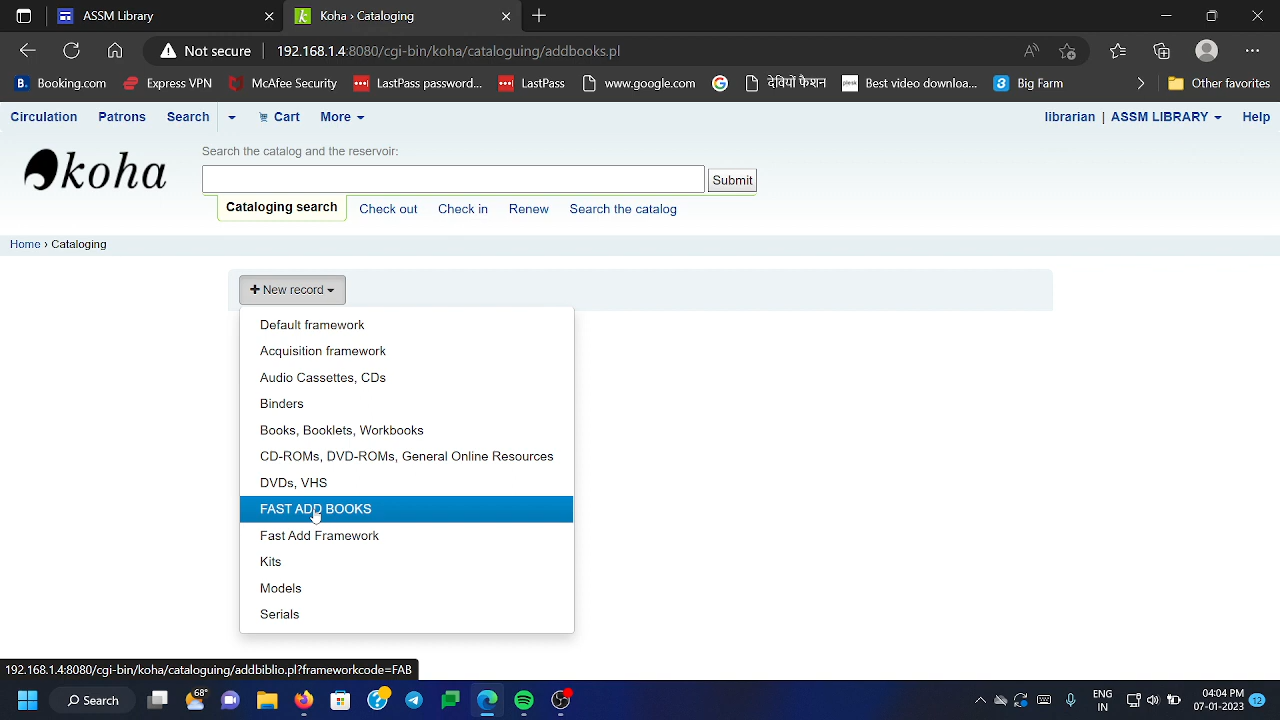 ASSM Library
Koha › Cataloging
Not secure | 192.168.1.4:8080/cgi-bin/koha/cataloguing/addbooks.pl
Booking.com Express VPN McAfee Security LastPass password... LastPass www.google.com देवियो फैशन Best video downloa... Big Farm Other favorites
Circulation Patrons Search Cart More librarian | ASSM LIBRARY Help
koha
Search the catalog and the reservoir:
Submit
Cataloging search Check out Check in Renew Search the catalog
Home › Cataloging
+ New record
Default framework
Acquisition framework
Audio Cassettes, CDs
Binders
Books, Booklets, Workbooks
CD-ROMs, DVD-ROMs, General Online Resources
DVDs, VHS
FAST ADD BOOKS
Fast Add Framework
Kits
Models
Serials
192.168.1.4:8080/cgi-bin/koha/cataloguing/addbiblio.pl?frameworkcode=FAB
Search 68° ENG IN 04:04 PM 07-01-2023 12